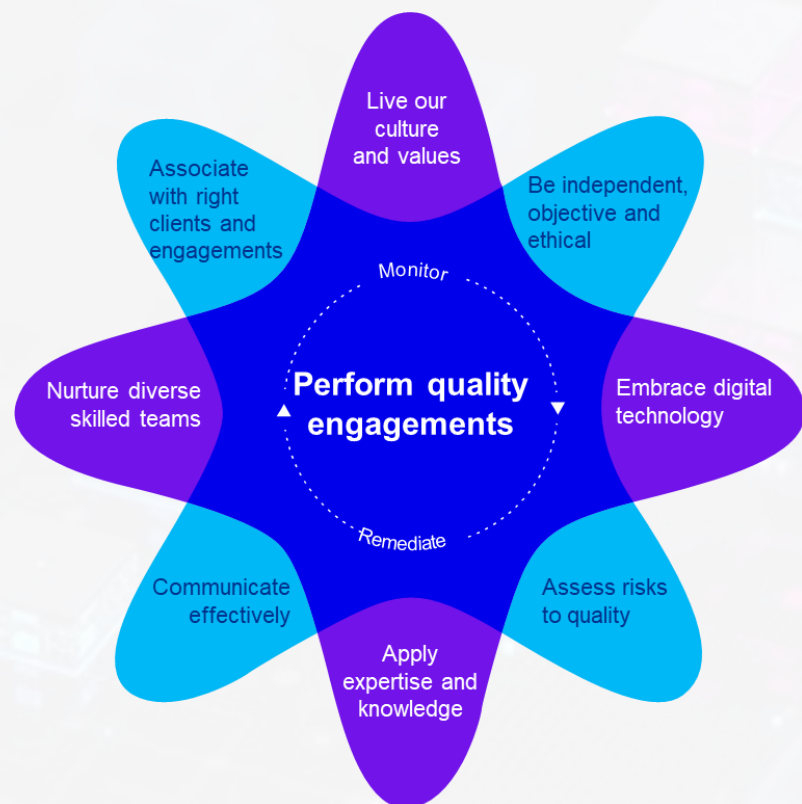 Live our
culture
and values
Be independent,
objective and
ethical
Embrace digital
technology
Assess risks
to quality
Apply
expertise and
knowledge
Communicate
effectively
Nurture diverse
skilled teams
Associate
with right
clients and
engagements
Monitor
Perform quality
engagements
Remediate